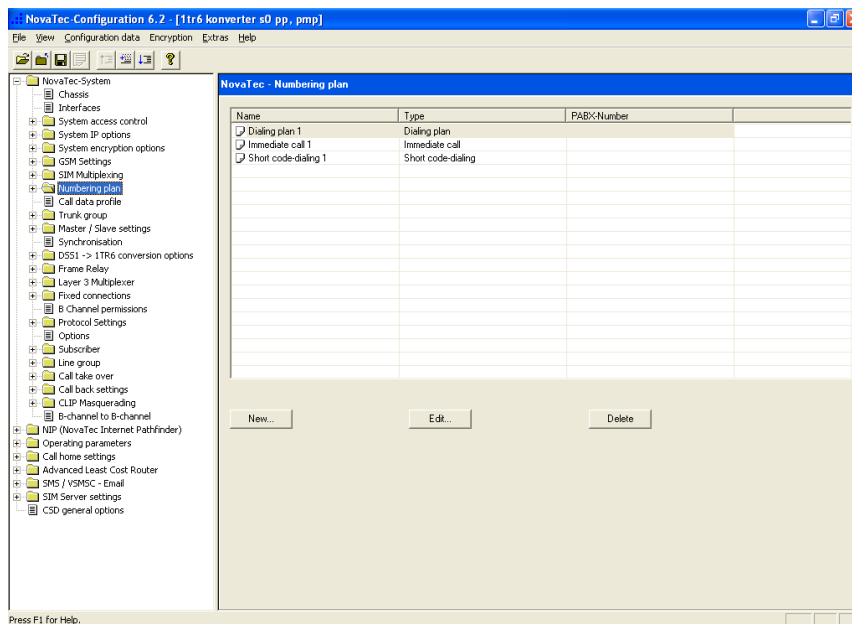 NovaTec-Configuration 6.2 - [1tr6 konverter s0 pp, pmp]
File View Configuration data Encryption Extras Help
NovaTec-System
Chassis
Interfaces
System access control
System IP options
System encryption options
GSM Settings
SIM Multiplexing
Numbering plan
Call data profile
Trunk group
Master / Slave settings
Synchronisation
DSS1 -> 1TR6 conversion options
Frame Relay
Layer 3 Multiplexer
Fixed connections
B Channel permissions
Protocol Settings
Options
Subscriber
Line group
Call take over
Call back settings
CLIP Masquerading
B-channel to B-channel
NIP (NovaTec Internet Pathfinder)
Operating parameters
Call home settings
Advanced Least Cost Router
SMS / VSMSC - Email
SIM Server settings
CSD general options
NovaTec - Numbering plan
Name Type PABX-Number
Dialing plan 1 Dialing plan
Immediate call 1 Immediate call
Short code-dialing 1 Short code-dialing
New... Edit... Delete
Press F1 for Help.